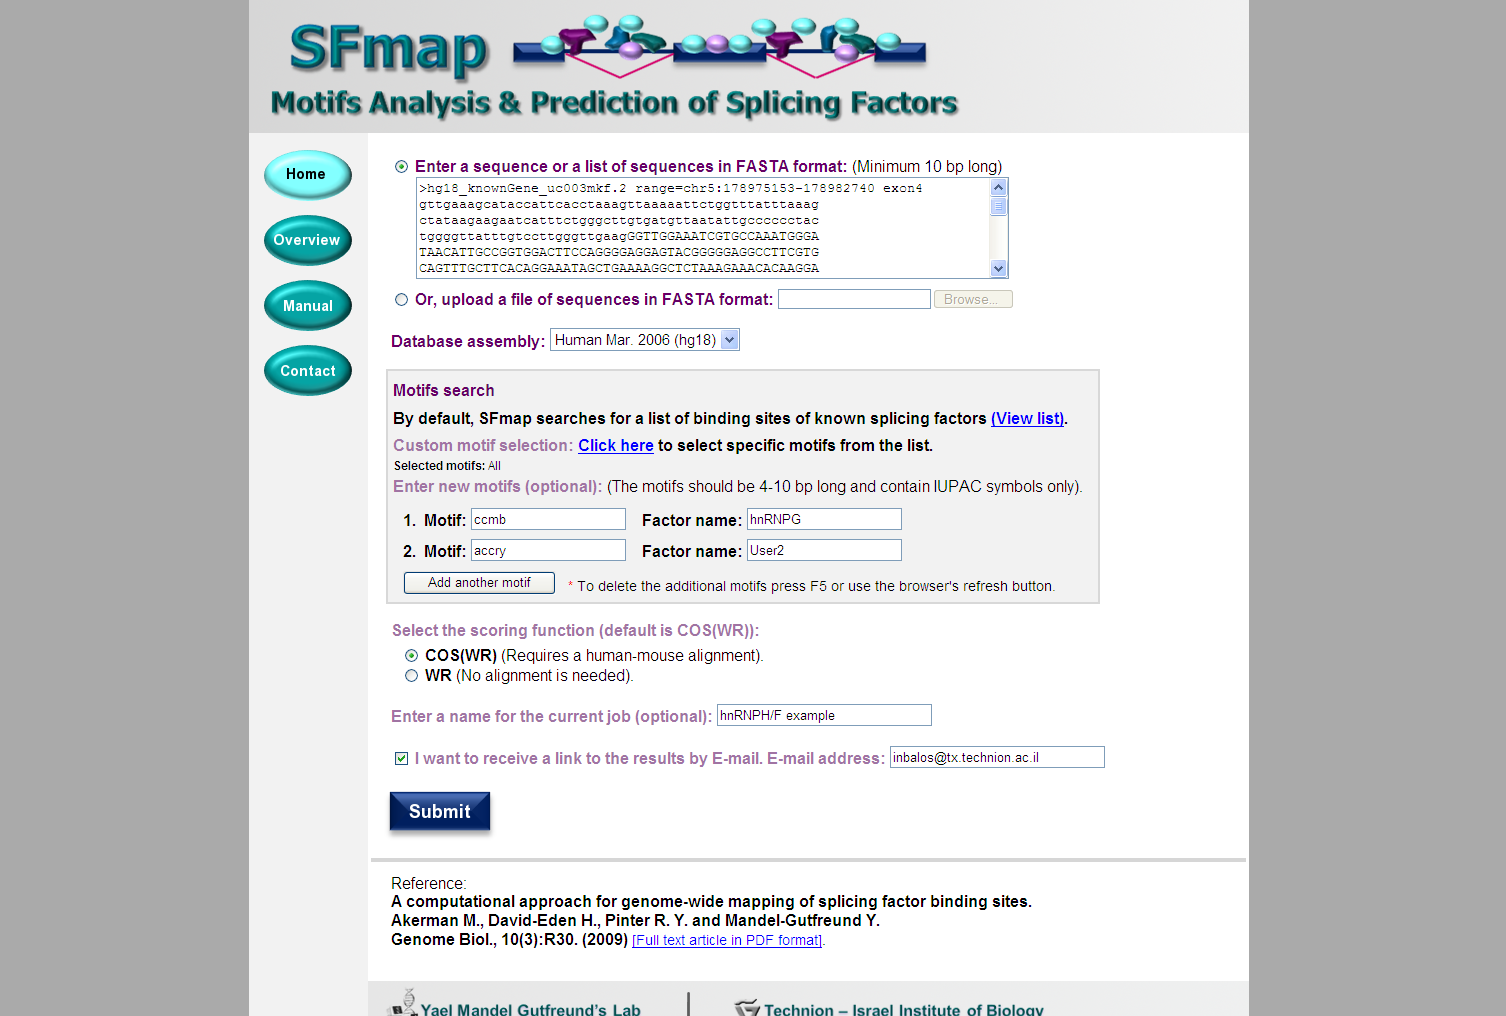 SFmap
Motifs Analysis & Prediction of Splicing Factors
Home
Overview
Manual
Contact
Enter a sequence or a list of sequences in FASTA format: (Minimum 10 bp long)
>hg18_knownGene_uc003mkf.2 range=chr5:178975153-178982740 exon4
gttgaaagcataccattcacctaaagttaaaaattctggtttatttaaag
ctataagaagaatcatttctgggcttgtgatgttaatattgcccccctac
tggggttatttgtccttgggttgaagGGTTGGAAATCGTGCCAAATGGGA
TAACATTGCCGGTGGACTTCCAGGGGAGGAGTACGGGGGAGGCCTTCGTG
CAGTTTGCTTCACAGGAAATAGCTGAAAAGGCTCTAAAGAAACACAAGGA
Or, upload a file of sequences in FASTA format: Browse...
Database assembly: Human Mar. 2006 (hg18)
Motifs search
By default, SFmap searches for a list of binding sites of known splicing factors (View list).
Custom motif selection: Click here to select specific motifs from the list.
Selected motifs: All
Enter new motifs (optional): (The motifs should be 4-10 bp long and contain IUPAC symbols only).
1. Motif: ccmb Factor name: hnRNPG
2. Motif: accry Factor name: User2
Add another motif * To delete the additional motifs press F5 or use the browser's refresh button.
Select the scoring function (default is COS(WR)):
COS(WR) (Requires a human-mouse alignment).
WR (No alignment is needed).
Enter a name for the current job (optional): hnRNPH/F example
I want to receive a link to the results by E-mail. E-mail address: inbalos@tx.technion.ac.il
Submit
Reference:
A computational approach for genome-wide mapping of splicing factor binding sites.
Akerman M., David-Eden H., Pinter R. Y. and Mandel-Gutfreund Y.
Genome Biol., 10(3):R30. (2009) [Full text article in PDF format].
Yael Mandel Gutfreund's Lab
Technion – Israel Institute of Biology